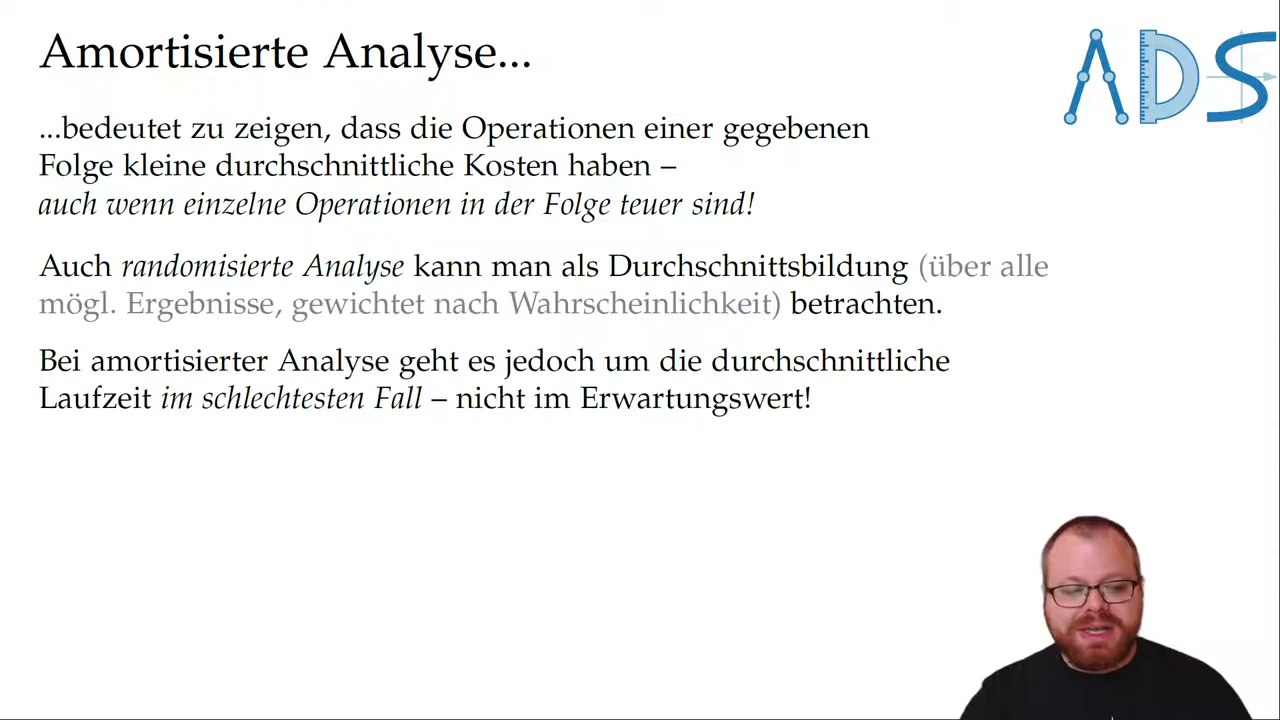 Amortisierte Analyse...
ADS
...bedeutet zu zeigen, dass die Operationen einer gegebenen
Folge kleine durchschnittliche Kosten haben –
auch wenn einzelne Operationen in der Folge teuer sind!
Auch randomisierte Analyse kann man als Durchschnittsbildung (über alle
mögl. Ergebnisse, gewichtet nach Wahrscheinlichkeit) betrachten.
Bei amortisierter Analyse geht es jedoch um die durchschnittliche
Laufzeit im schlechtesten Fall – nicht im Erwartungswert!